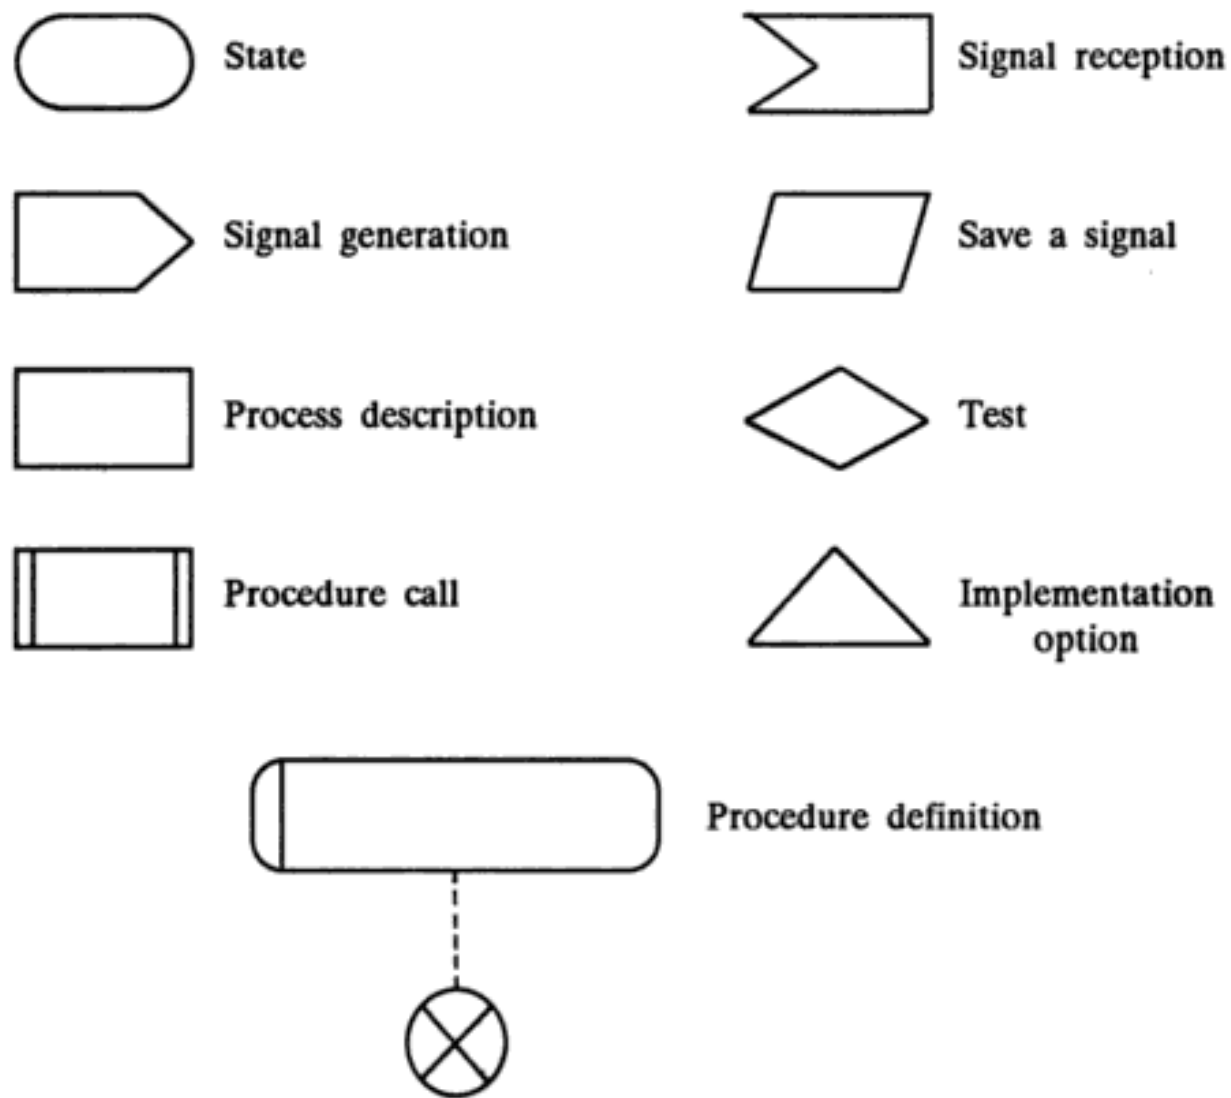 State
Signal reception
Signal generation
Save a signal
Process description
Test
Procedure call
Implementation
option
Procedure definition